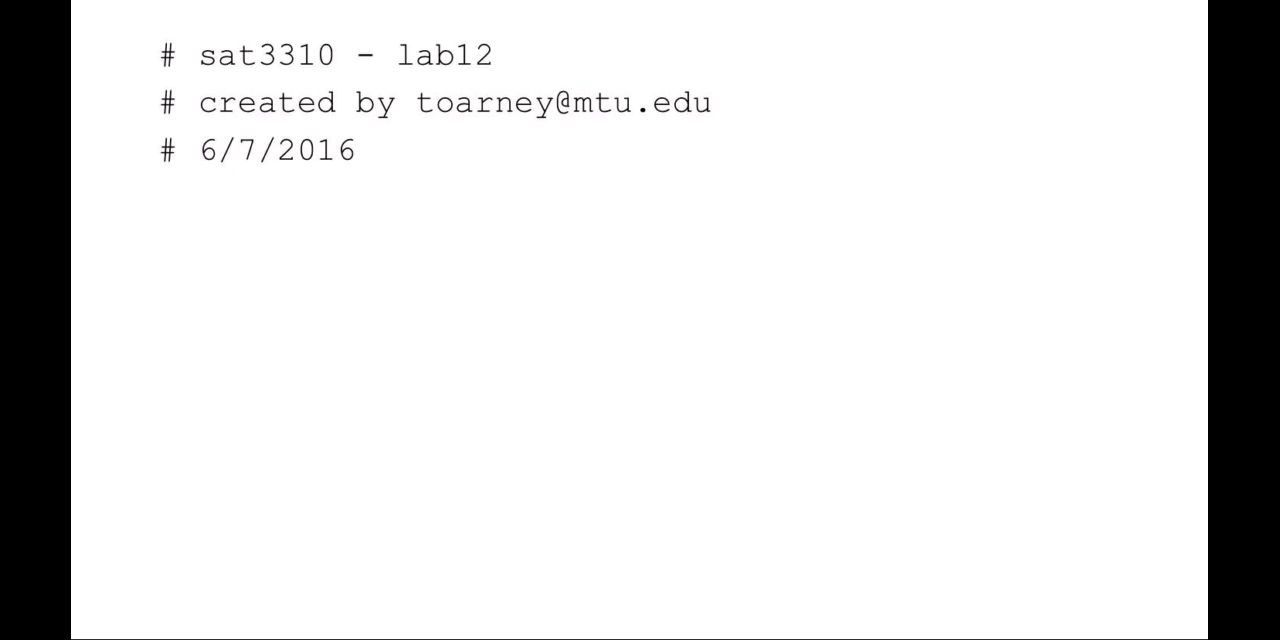 # sat3310 - lab12
# created by toarney@mtu.edu
# 6/7/2016